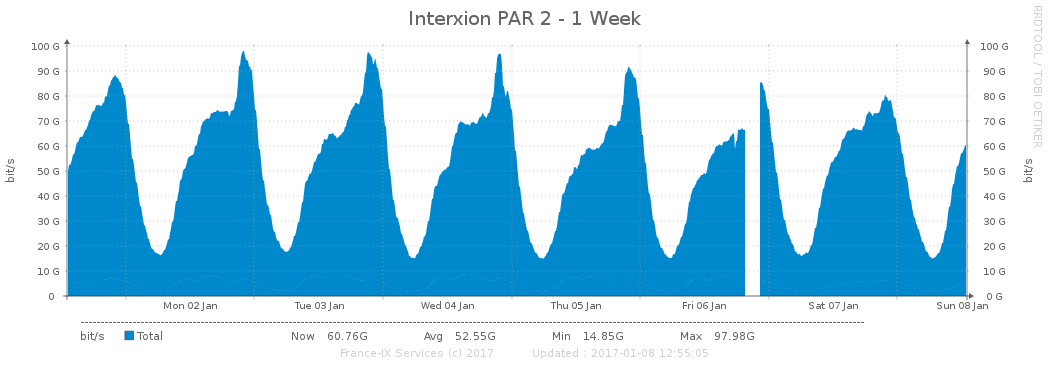 Interxion PAR 2 - 1 Week
RRDTOOL / TOBI OETIKER
bit/s
100 G
90 G
80 G
70 G
60 G
50 G
40 G
30 G
20 G
10 G
0
100 G
90 G
80 G
70 G
60 G
50 G
40 G
30 G
20 G
10 G
0 G
bit/s
Mon 02 Jan Tue 03 Jan Wed 04 Jan Thu 05 Jan Fri 06 Jan Sat 07 Jan Sun 08 Jan
bit/s Total Now 60.76G Avg 52.55G Min 14.85G Max 97.98G
France-IX Services (c) 2017 Updated : 2017-01-08 12:55:05